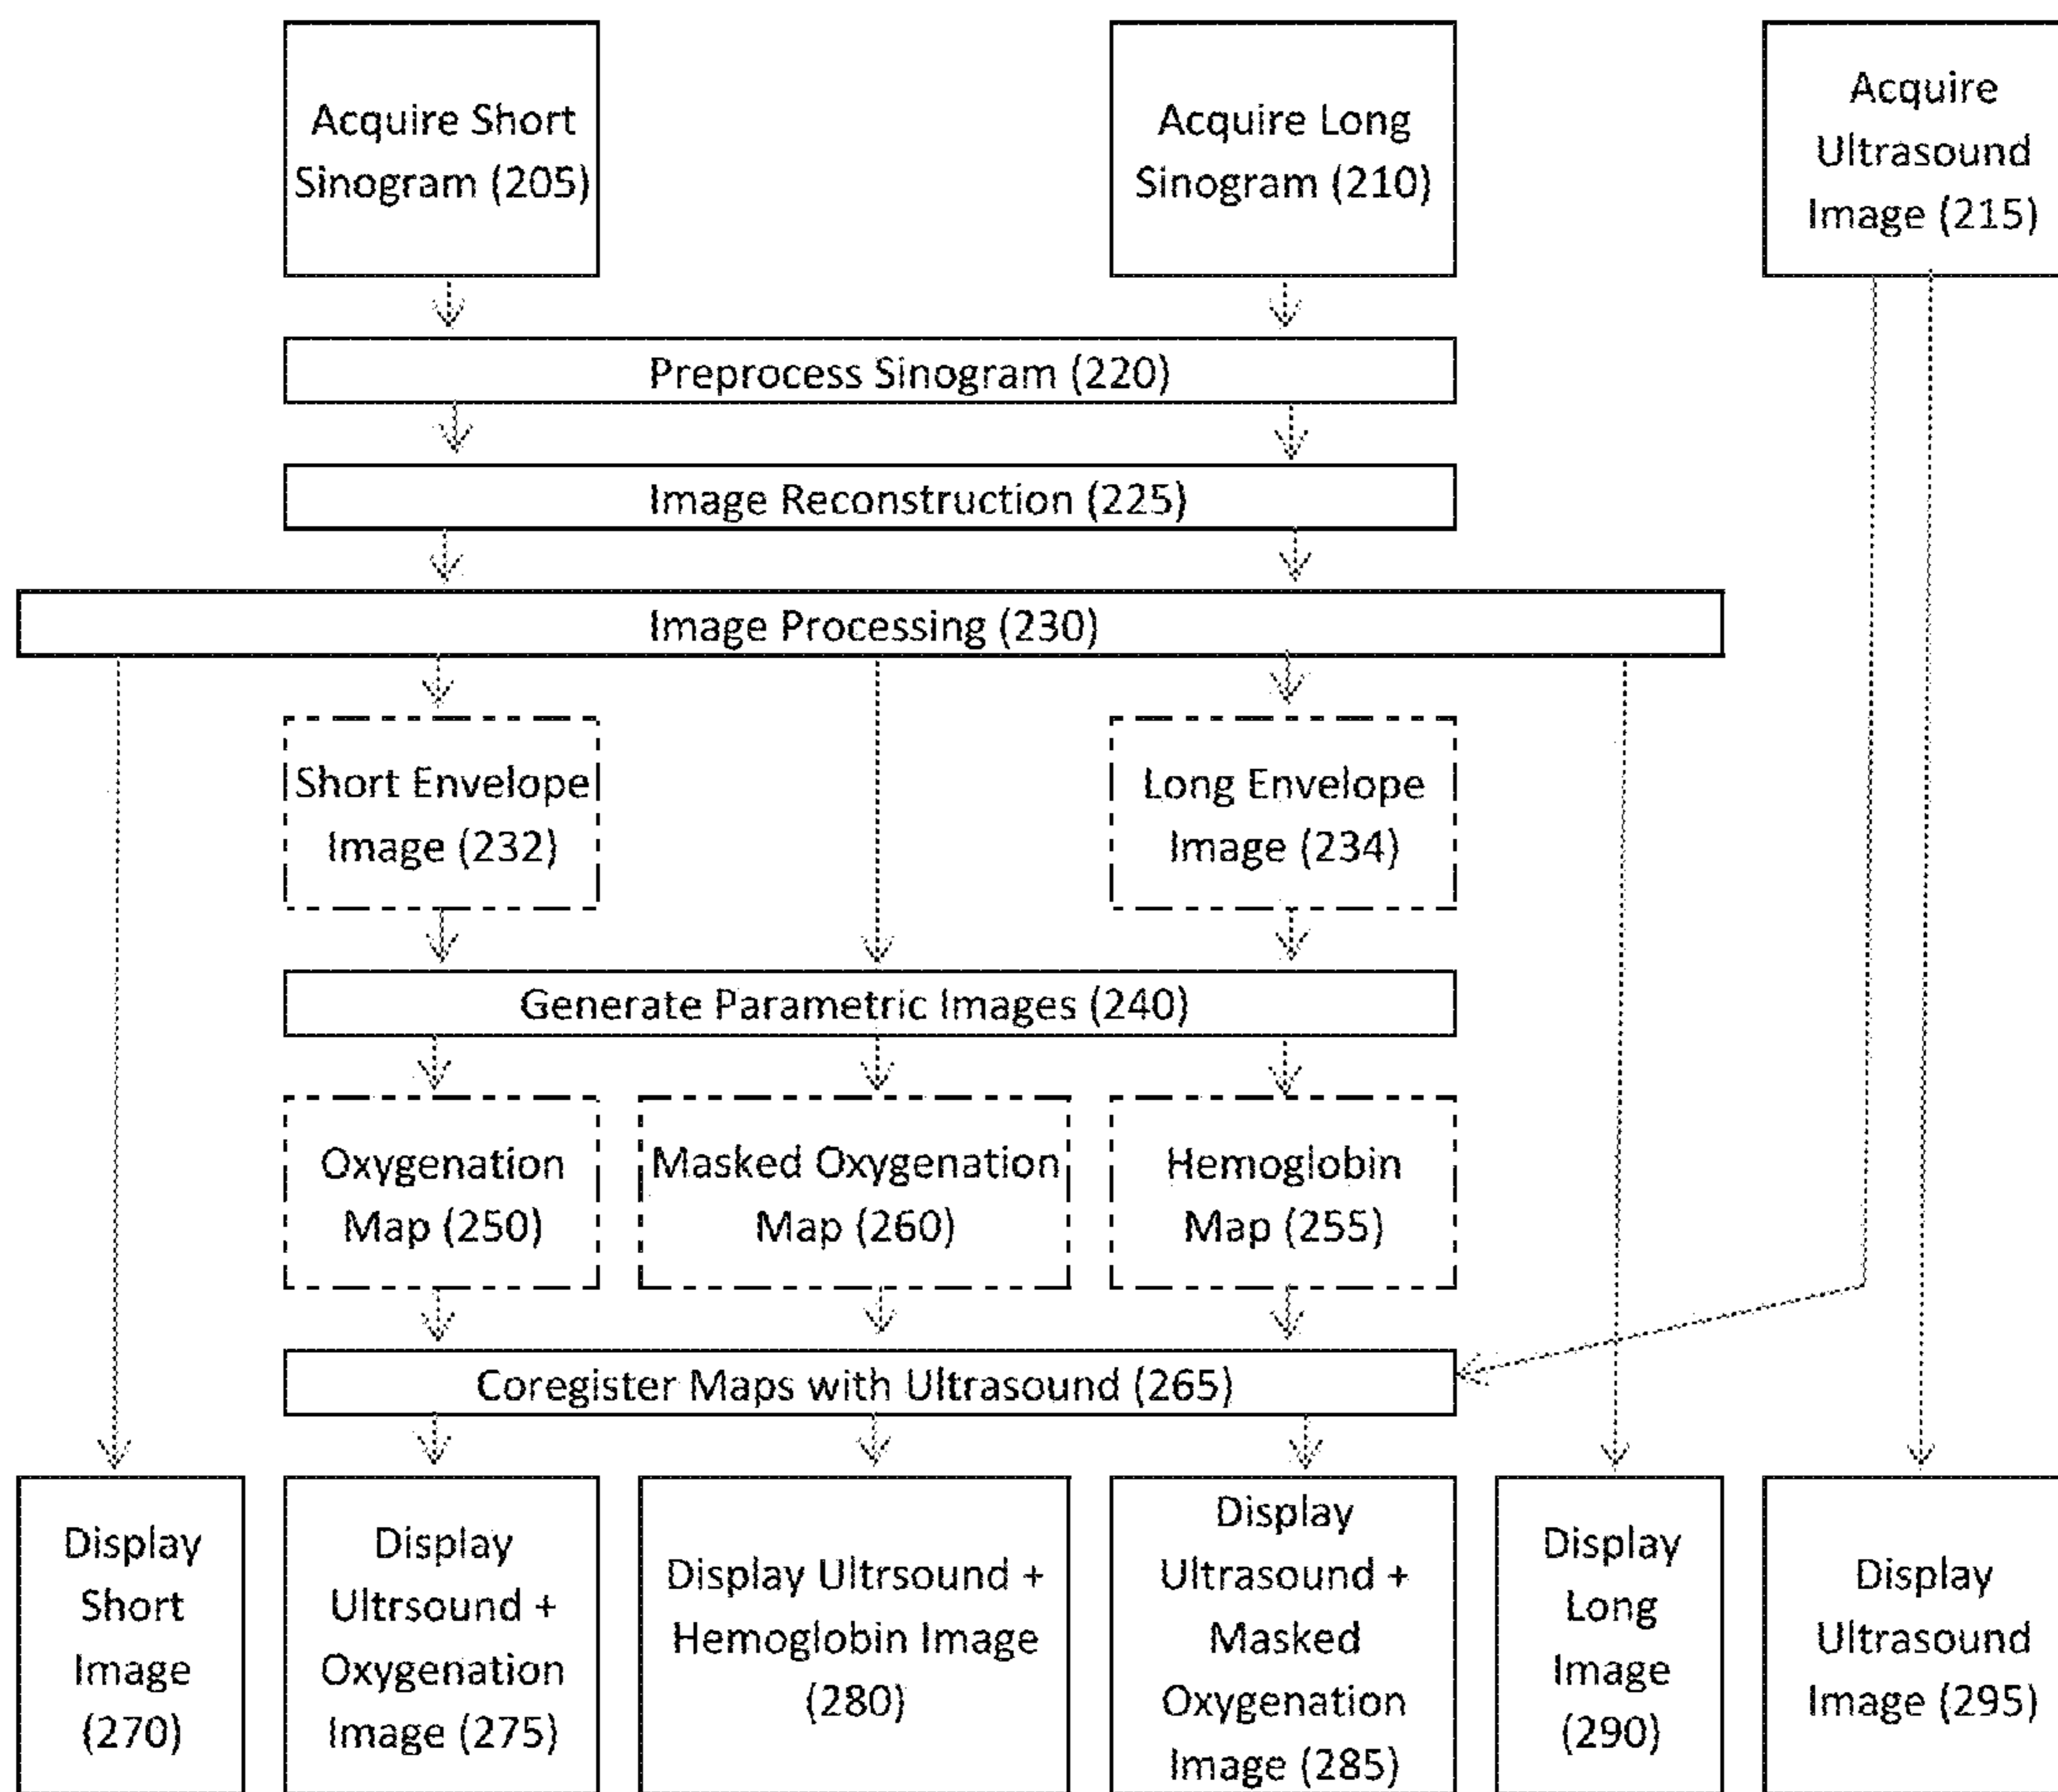 Acquire Short
Sinogram (205)
Acquire Long
Sinogram (210)
Acquire
Ultrasound
Image (215)
Preprocess Sinogram (220)
Image Reconstruction (225)
Image Processing (230)
Short Envelope
Image (232)
Long Envelope
Image (234)
Generate Parametric Images (240)
Oxygenation
Map (250)
Masked Oxygenation
Map (260)
Hemoglobin
Map (255)
Coregister Maps with Ultrasound (265)
Display
Short
Image
(270)
Display
Ultrsound +
Oxygenation
Image (275)
Display Ultrsound +
Hemoglobin Image
(280)
Display
Ultrasound +
Masked
Oxygenation
Image (285)
Display
Long
Image
(290)
Display
Ultrasound
Image (295)